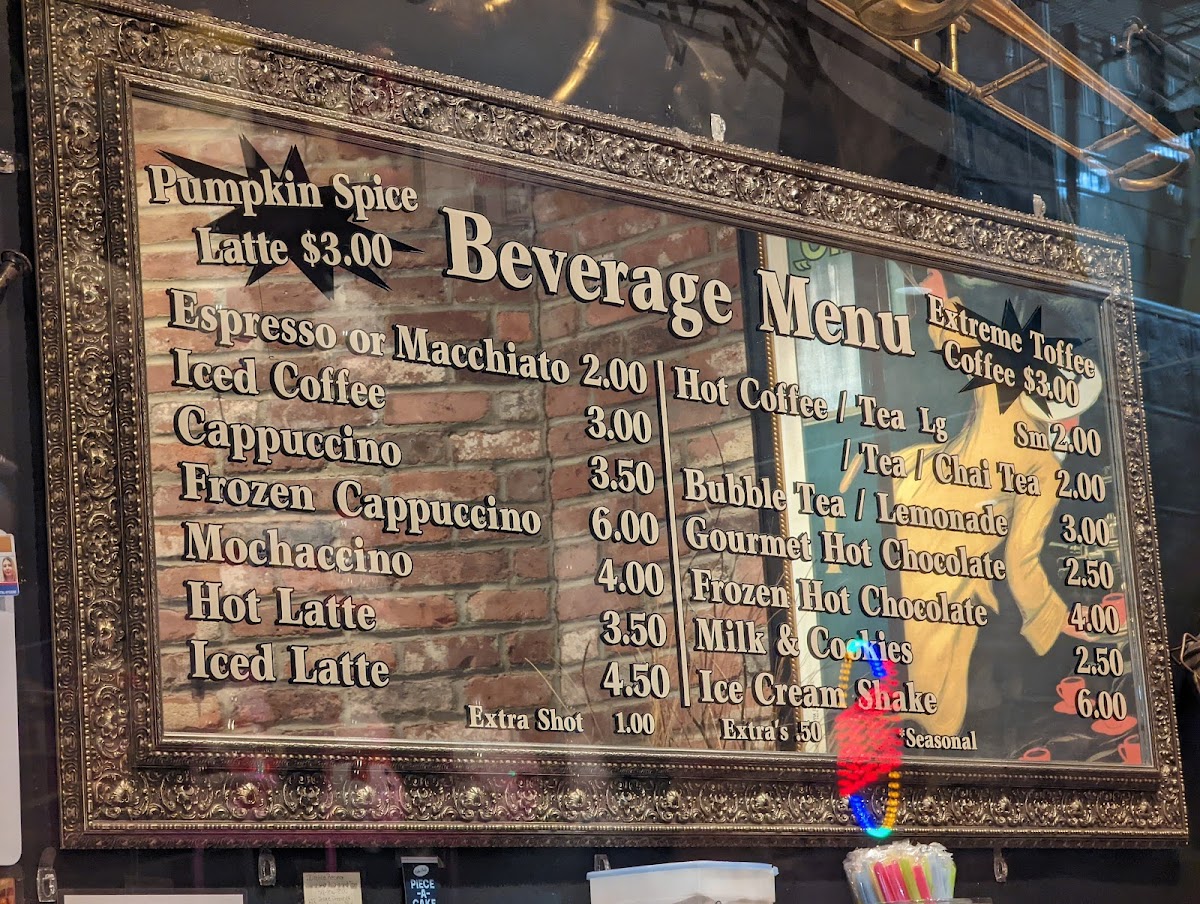 Pumpkin Spice
Latte $3.00
Beverage Menu
Extreme Toffee
Coffee $3.00
Espresso or Macchiato 2.00
Iced Coffee 3.00
Cappuccino 3.50
Frozen Cappuccino 6.00
Mochaccino 4.00
Hot Latte 3.50
Iced Latte 4.50
Extra Shot 1.00
Hot Coffee / Tea Lg Sm 2.00
/ Tea / Chai Tea 2.00
Bubble Tea / Lemonade 3.00
Gourmet Hot Chocolate 2.50
Frozen Hot Chocolate 4.00
Milk & Cookies 2.50
Ice Cream Shake 6.00
Extra's .50 *Seasonal
PIECE
-A-
CAKE